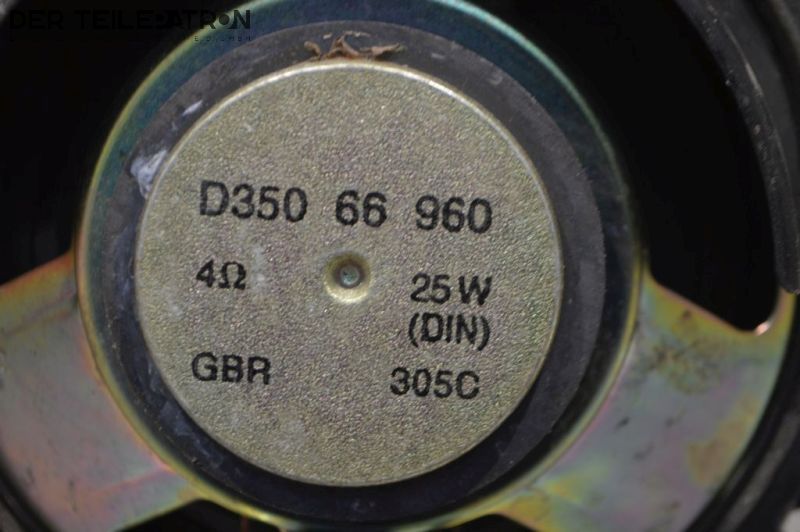 DER TEILEPATRON
D350 66 960
4Ω 25W
(DIN)
GBR 305C